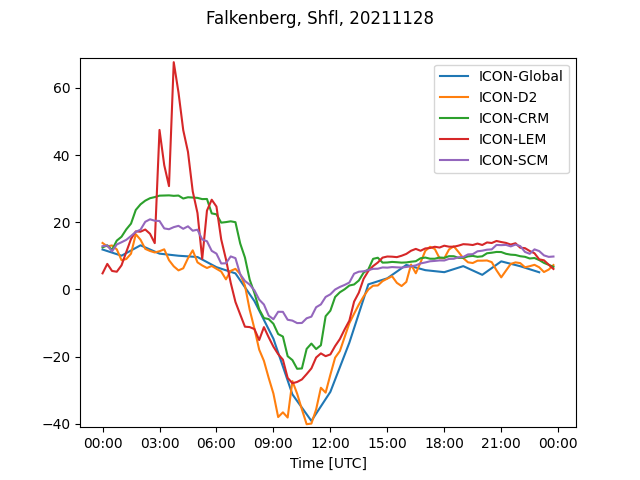 Falkenberg, Shfl, 20211128
ICON-Global
ICON-D2
ICON-CRM
ICON-LEM
ICON-SCM
60
40
20
0
−20
−40
00:00 03:00 06:00 09:00 12:00 15:00 18:00 21:00 00:00
Time [UTC]